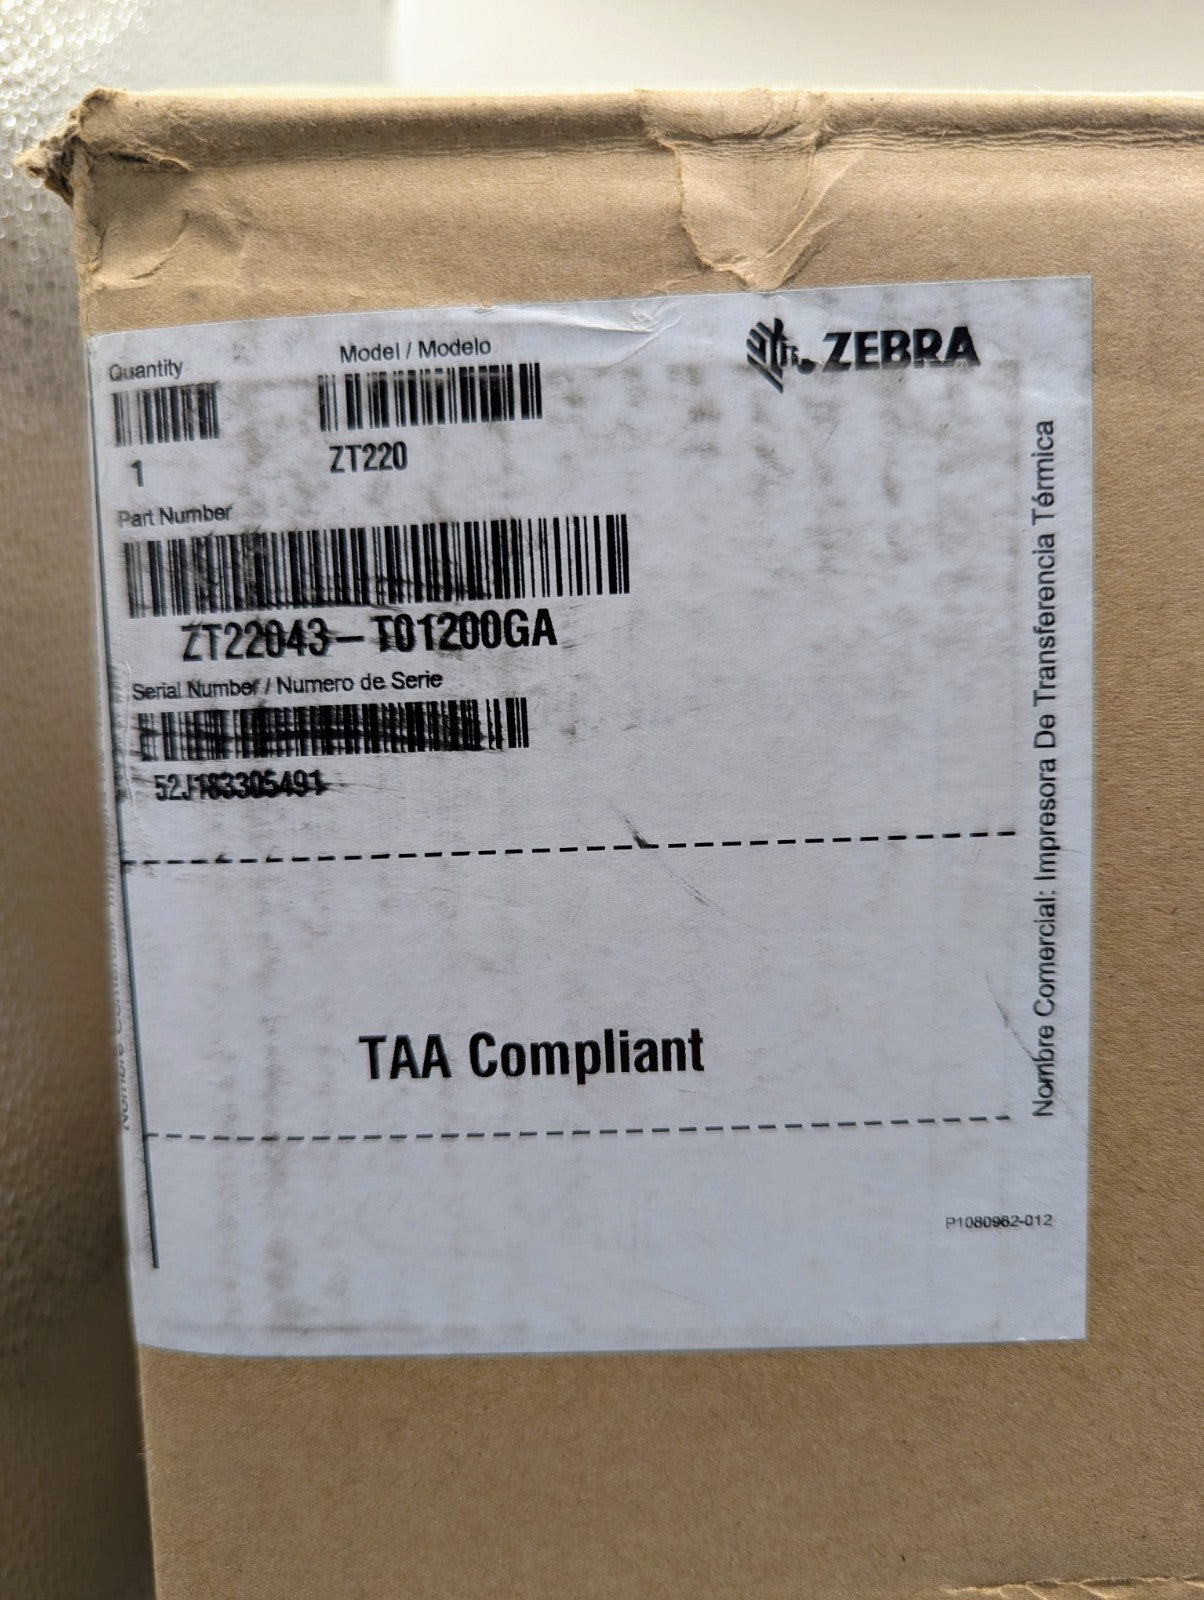 Quantity
Model / Modelo
ZEBRA
1
ZT220
Part Number
ZT22043-T01200GA
Serial Number / Numero de Serie
52J183305491
TAA Compliant
P1080962-012
Nombre Comercial: Impresora De Transferencia Térmica